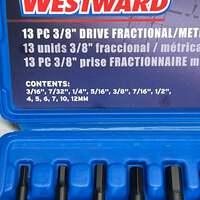 WESTWARD
13 PC 3/8" DRIVE FRACTIONAL/MET
13 unids 3/8" fraccional / métrica
13 PC 3/8" prise FRACTIONNAIRE m
CONTENTS:
3/16", 7/32", 1/4", 5/16", 3/8", 7/16", 1/2",
4, 5, 6, 7, 10, 12MM